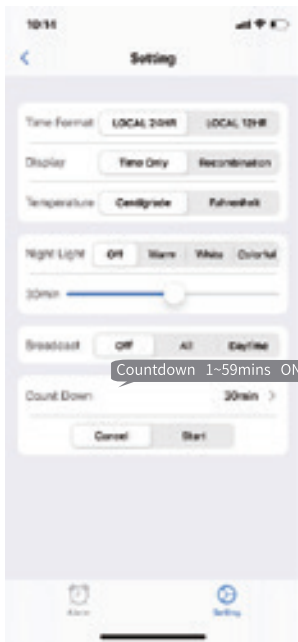 10:14
Setting
Time Format LOCAL 24HR LOCAL 12HR
Display Time Only Recombination
Temperature Centigrade Fahrenheit
Night Light Off Warm White Colorful
30min
Broadcast Off All Daytime
Countdown 1~59mins ON
Count Down 30min >
Cancel Start
Alarm Setting